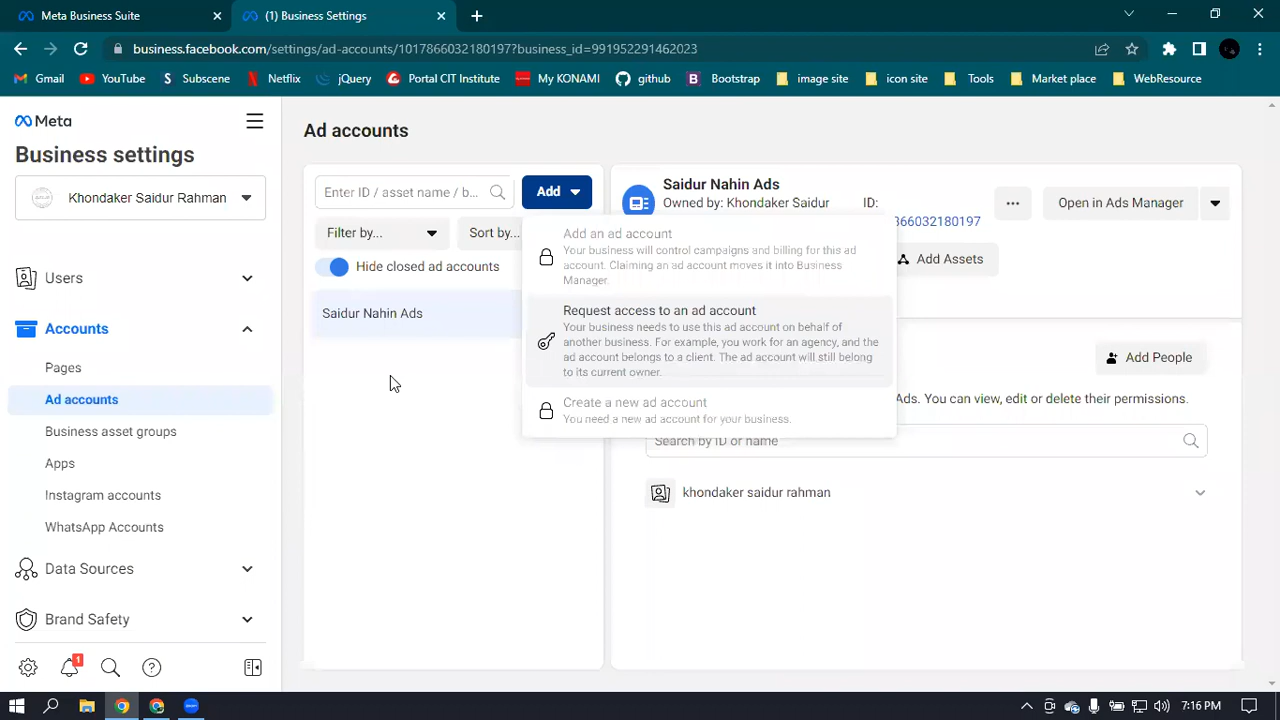 Meta Business Suite
(1) Business Settings
business.facebook.com/settings/ad-accounts/1017866032180197?business_id=991952291462023
Gmail
YouTube
Subscene
Netflix
jQuery
Portal CIT Institute
My KONAMI
github
Bootstrap
image site
icon site
Tools
Market place
WebResource
Meta
Business settings
Khondaker Saidur Rahman
Users
Accounts
Pages
Ad accounts
Business asset groups
Apps
Instagram accounts
WhatsApp Accounts
Data Sources
Brand Safety
1
Ad accounts
Enter ID / asset name / b...
Add
Filter by...
Sort by...
Hide closed ad accounts
Saidur Nahin Ads
Add an ad account
Your business will control campaigns and billing for this ad
account. Claiming an ad account moves it into Business
Manager.
Request access to an ad account
Your business needs to use this ad account on behalf of
another business. For example, you work for an agency, and the
ad account belongs to a client. The ad account will still belong
to its current owner.
Create a new ad account
You need a new ad account for your business.
Saidur Nahin Ads
Owned by: Khondaker Saidur
ID:
366032180197
Open in Ads Manager
Add Assets
Add People
Ads. You can view, edit or delete their permissions.
Search by ID or name
khondaker saidur rahman
7:16 PM